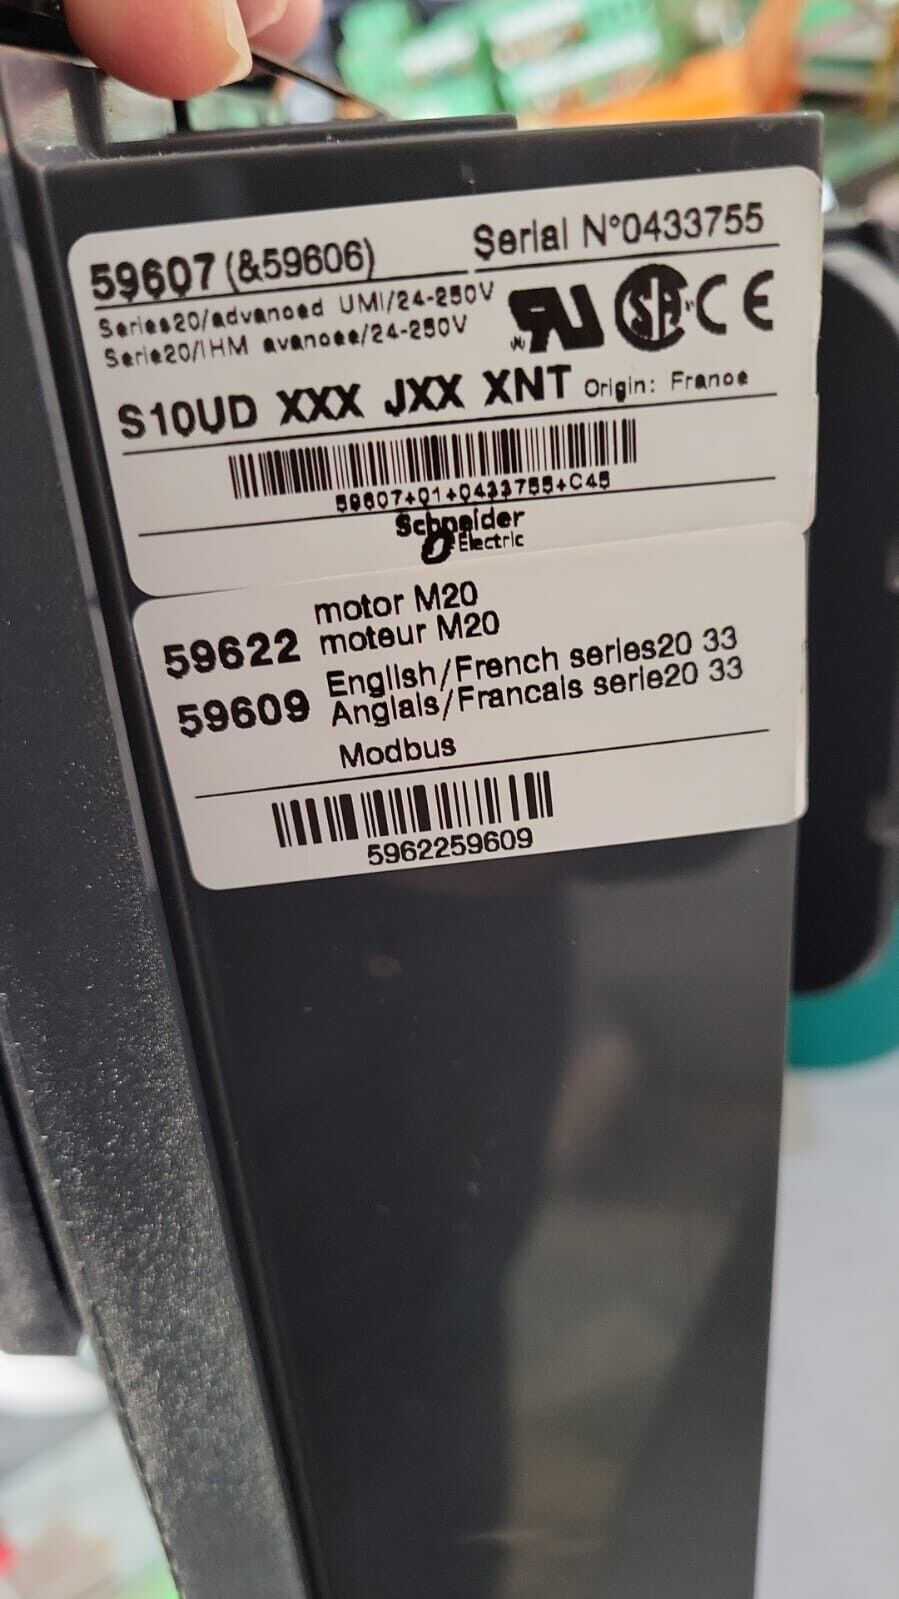 59607 (&59606)
Serial N°0433755
Series20/advanced UMI/24-250V
Serie20/IHM avancee/24-250V
S10UD XXX JXX XNT Origin: France
59607+01+0433755+C45
Schneider
Electric
59622 motor M20
moteur M20
59609 English/French series20 33
Anglais/Francais serie20 33
Modbus
5962259609